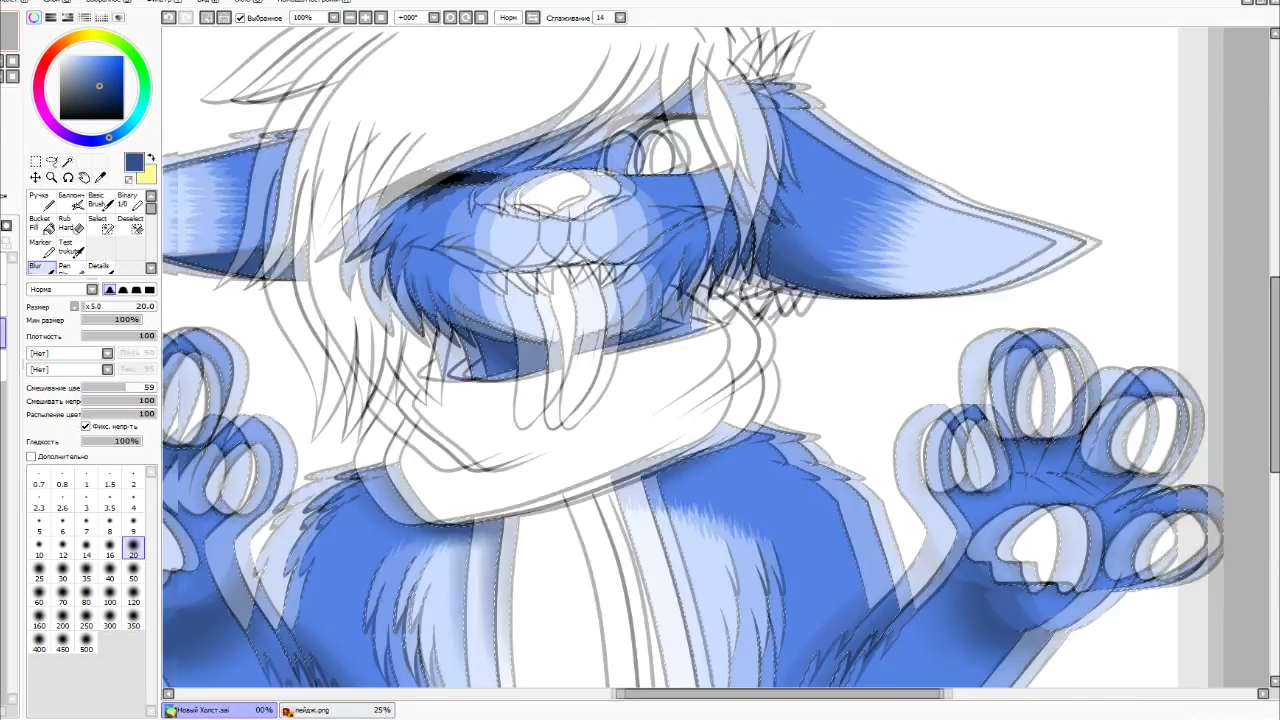 Выбранное 100% +000° Норм Сглаживание 14
Ручка Баллонч Basic Brush Binary 1/0
Bucket Fill Rub Hard Select Deselect
Marker Test trukutu
Blur Pen Details
Норма
Размер x 5.0 20.0
Мин размер 100%
Плотность 100
[Нет]
[Нет]
Смешивание цве 59
Смешивать непр 100
Распыление цвет 100
Фикс. непр-ть
Гладкость 100%
Дополнительно
0.7 0.8 1 1.5 2
2.3 2.6 3 3.5 4
5 6 7 8 9
10 12 14 16 20
25 30 35 40 50
60 70 80 100 120
160 200 250 300 350
400 450 500
Новый Холст.sai 00% пейдж.png 25%